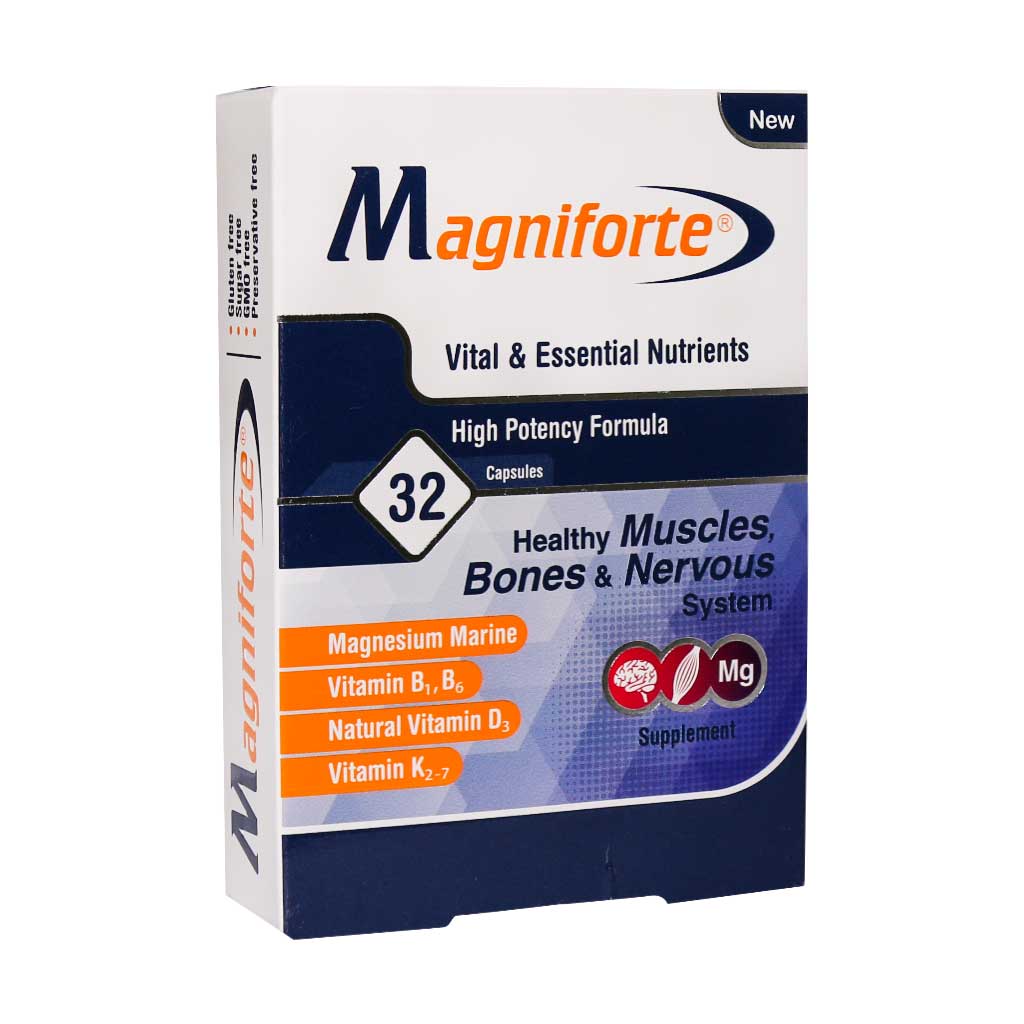 New
Magniforte®
Vital & Essential Nutrients
High Potency Formula
32
Capsules
Healthy Muscles,
Bones & Nervous
System
Magnesium Marine
Vitamin B₁, B₆
Natural Vitamin D₃
Vitamin K₂₋₇
Mg
Supplement
Gluten free
Sugar free
GMO free
Preservative free
Magniforte®